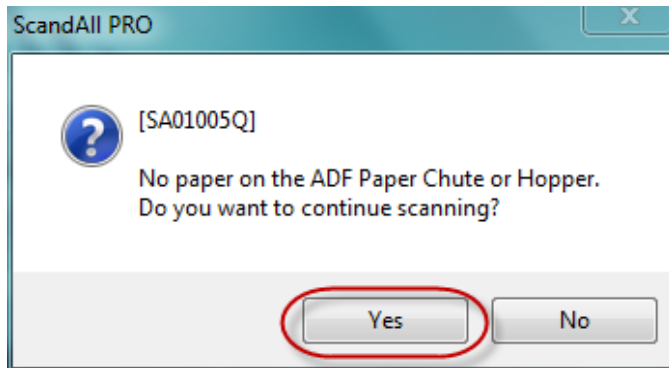 ScandAll PRO
[SA01005Q]
No paper on the ADF Paper Chute or Hopper.
Do you want to continue scanning?
Yes No